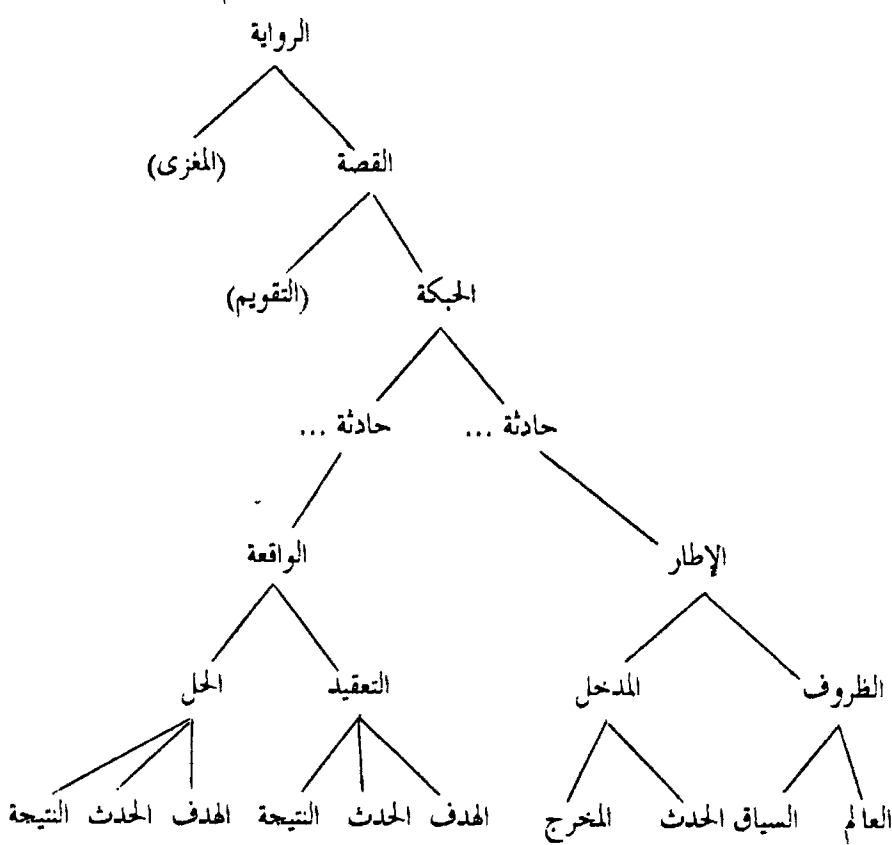 الرواية
القصة (المغزى)
الحبكة (التقويم)
حادثة ... حادثة ...
الإطار الواقعة
الظروف المدخل التعقيد الحل
العالم السياق الحدث المخرج الهدف الحدث النتيجة الهدف الحدث النتيجة